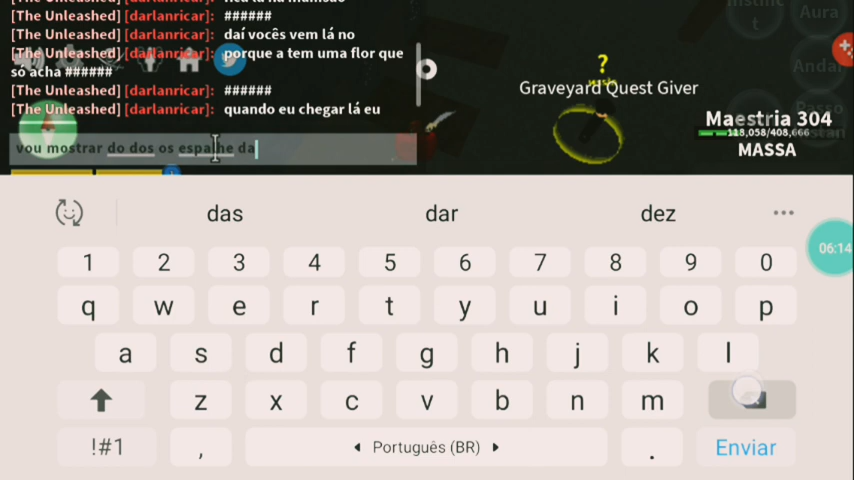 [The Unleashed] [darlanricar]: ######
[The Unleashed] [darlanricar]: daí vocês vem lá no
[The Unleashed] [darlanricar]: porque a tem uma flor que
só acha ######
[The Unleashed] [darlanricar]: ######
[The Unleashed] [darlanricar]: quando eu chegar lá eu
vou mostrar do dos os espalhe da
?
Graveyard Quest Giver
Instinct
Aura
Andar
Maestria 304
118,058/408,666
MASSA
06:14
das dar dez ...
1 2 3 4 5 6 7 8 9 0
q w e r t y u i o p
a s d f g h j k l
z x c v b n m
!#1 , Português (BR) . Enviar